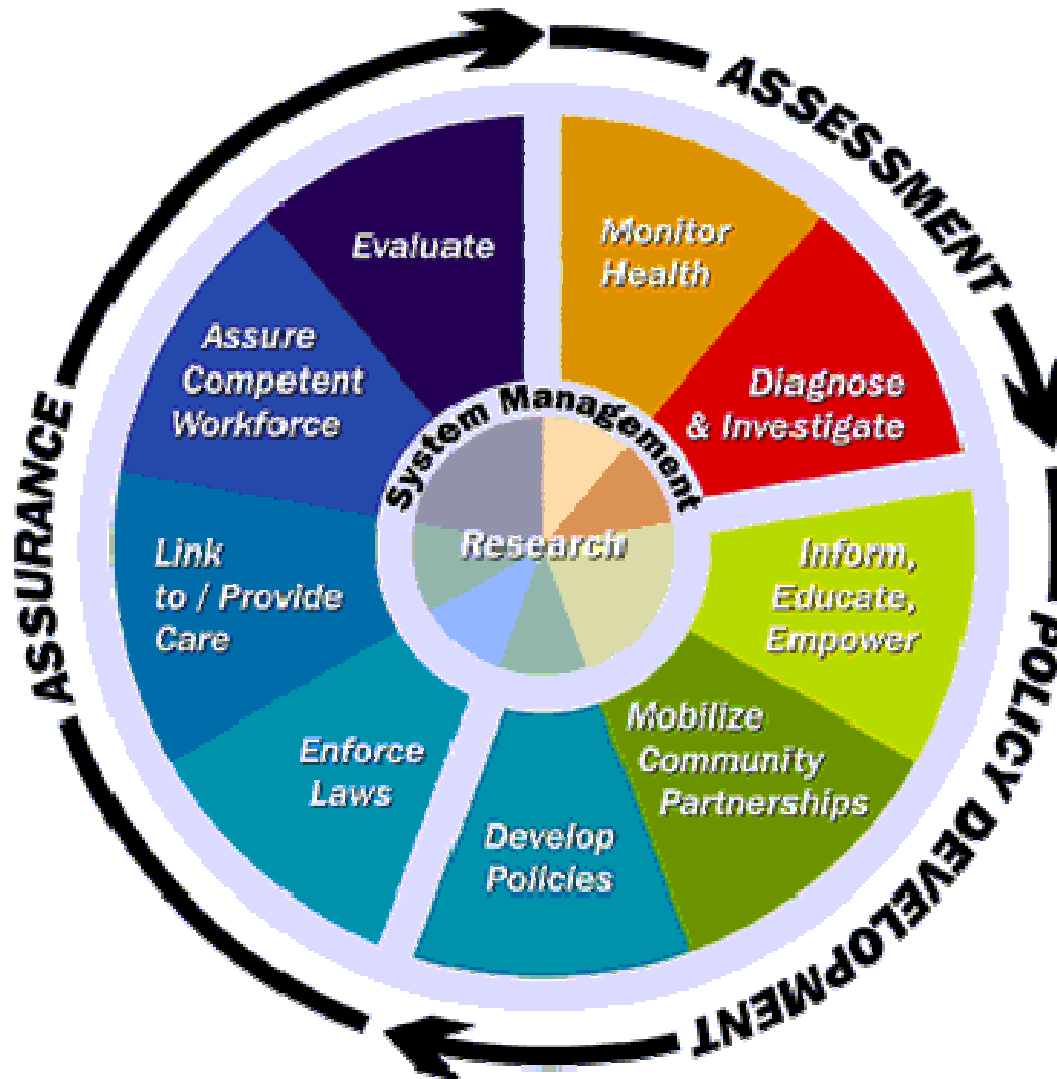 ASSESSMENT
POLICY DEVELOPMENT
ASSURANCE
Monitor
Health
Diagnose
& Investigate
Inform,
Educate,
Empower
Mobilize
Community
Partnerships
Develop
Policies
Enforce
Laws
Link
to / Provide
Care
Assure
Competent
Workforce
Evaluate
System Management
Research